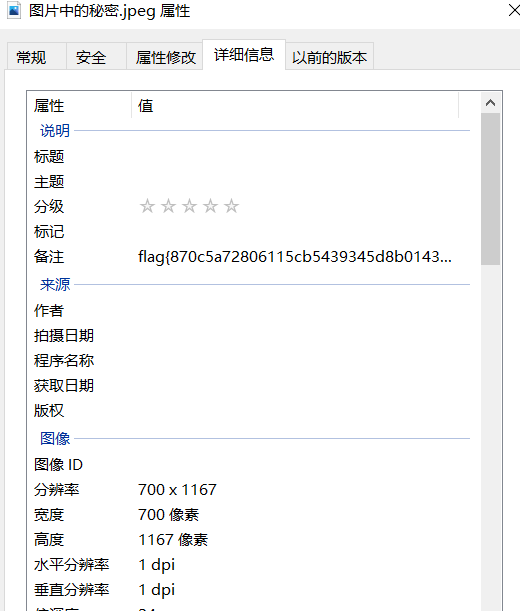 图片中的秘密.jpeg 属性
常规 安全 属性修改 详细信息 以前的版本
属性 值
说明
标题
主题
分级 ☆☆☆☆☆
标记
备注 flag{870c5a72806115cb5439345d8b0143...
来源
作者
拍摄日期
程序名称
获取日期
版权
图像
图像 ID
分辨率 700 x 1167
宽度 700 像素
高度 1167 像素
水平分辨率 1 dpi
垂直分辨率 1 dpi